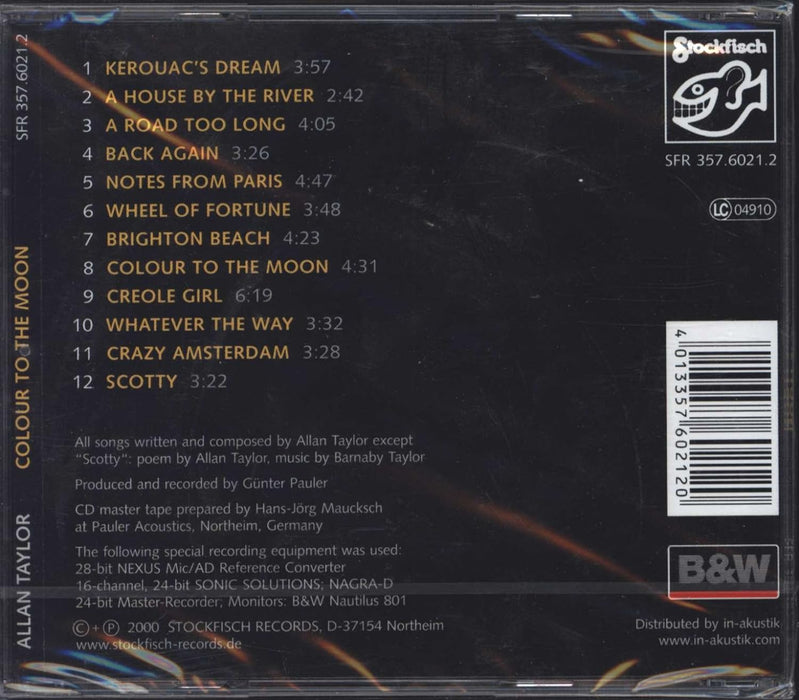 SFR 357.6021.2
COLOUR TO THE MOON
ALLAN TAYLOR
1 KEROUAC'S DREAM 3:57
2 A HOUSE BY THE RIVER 2:42
3 A ROAD TOO LONG 4:05
4 BACK AGAIN 3:26
5 NOTES FROM PARIS 4:47
6 WHEEL OF FORTUNE 3:48
7 BRIGHTON BEACH 4:23
8 COLOUR TO THE MOON 4:31
9 CREOLE GIRL 6:19
10 WHATEVER THE WAY 3:32
11 CRAZY AMSTERDAM 3:28
12 SCOTTY 3:22
All songs written and composed by Allan Taylor except
"Scotty": poem by Allan Taylor, music by Barnaby Taylor
Produced and recorded by Günter Pauler
CD master tape prepared by Hans-Jörg Maucksch
at Pauler Acoustics, Northeim, Germany
The following special recording equipment was used:
28-bit NEXUS Mic/AD Reference Converter
16-channel, 24-bit SONIC SOLUTIONS; NAGRA-D
24-bit Master-Recorder, Monitors: B&W Nautilus 801
© + ℗ 2000 STOCKFISCH RECORDS, D-37154 Northeim
www.stockfisch-records.de
Stockfisch
SFR 357.6021.2
LC 04910
4 013357 602120
B&W
Distributed by in-akustik
www.in-akustik.com